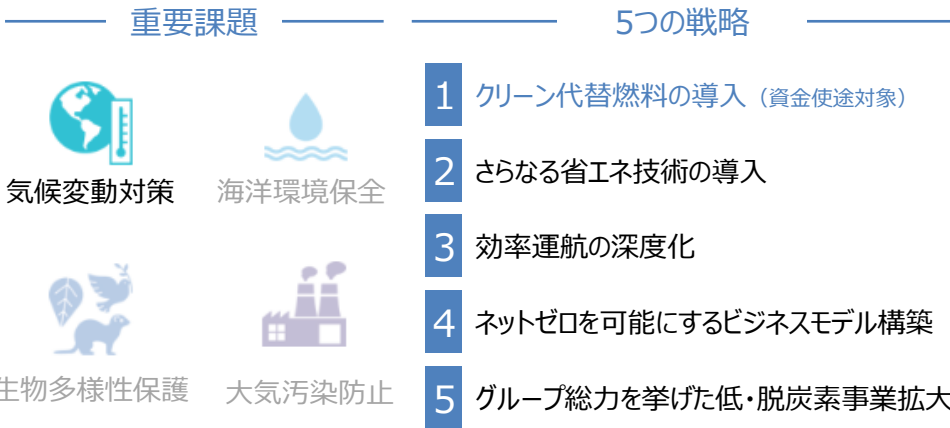 重要課題
気候変動対策
海洋環境保全
生物多様性保護
大気汚染防止
5つの戦略
1 クリーン代替燃料の導入（資金使途対象）
2 さらなる省エネ技術の導入
3 効率運航の深度化
4 ネットゼロを可能にするビジネスモデル構築
5 グループ総力を挙げた低・脱炭素事業拡大